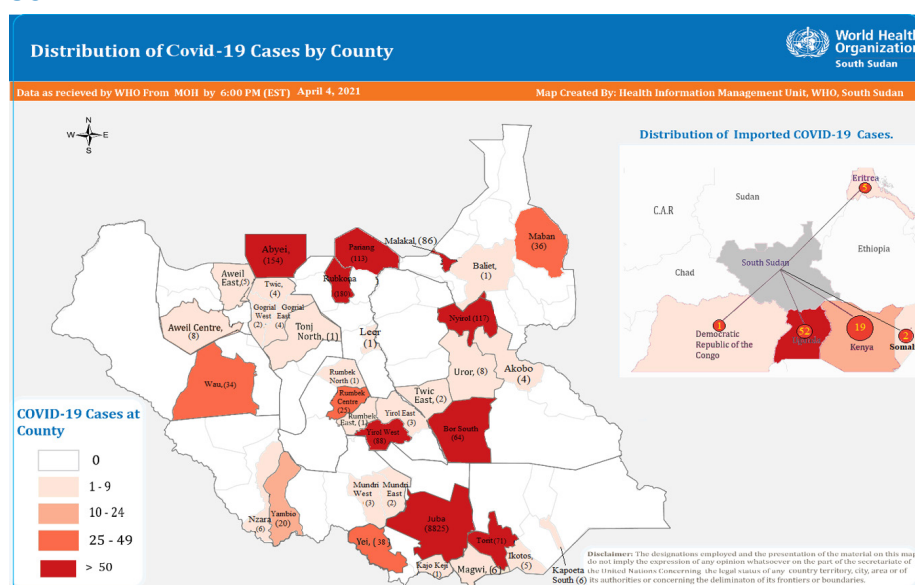 Distribution of Covid-19 Cases by County
World Health
Organization
South Sudan
Data as recieved by WHO From MOH by 6:00 PM (EST) April 4, 2021
Map Created By: Health Information Management Unit, WHO, South Sudan
N
W E
S
Distribution of Imported COVID-19 Cases.
Eritrea
5
Sudan
C.A.R
Ethiopia
South Sudan
Chad
1
52
19
2
Democratic
Republic of the
Congo
Kenya
Somal
Abyei,
(154)
Pariang
(113)
Malakal, (86)
Maban
(36)
Rubkona
(180)
Baliet,
(1)
Aweil
East, (5)
Twic,
(4)
Gogrial
West
(2)
Gogrial
East
(4)
Tonj
North, (1)
Aweil Centre,
(8)
Leer
(1)
Nyirol (117)
Uror, (8)
Akobo
(4)
Wau, (34)
Rumbek
North (1)
Rumbek
Centre
(25)
Rumbek
East, (1)
Yirol East
(3)
Yirol West
(88)
Twic
East, (2)
Bor South
(84)
COVID-19 Cases at
County
0
1 - 9
10 - 24
25 - 49
> 50
Mundri
West
(3)
Mundri
East
(2)
Nzara
(6)
Yambio
(20)
Yei, (38)
Juba
(8825)
Torit (71)
Kajo Keji
(1)
Magwi, (6)
Ikotos,
(5)
Kapoeta
South (6)
Disclaimer: The designations employed and the presentation of the material on this map
do not imply the expression of any opinion whatsoever on the part of the secretariate of
the United Nations Concerning the legal status of any country territory, city, area or of
its authorities or concerning the delimitaton of its frontiers or boundaries.